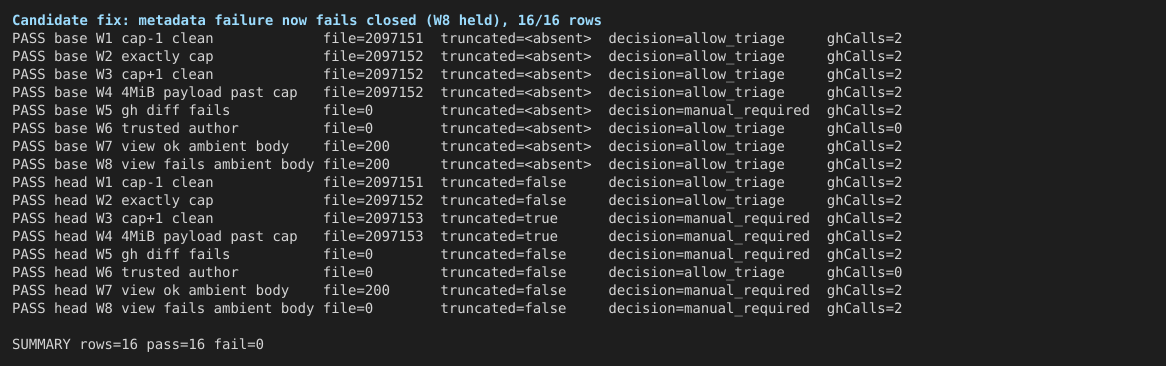 Candidate fix: metadata failure now fails closed (W8 held), 16/16 rows
PASS base W1 cap-1 clean file=2097151 truncated=<absent> decision=allow_triage ghCalls=2
PASS base W2 exactly cap file=2097152 truncated=<absent> decision=allow_triage ghCalls=2
PASS base W3 cap+1 clean file=2097152 truncated=<absent> decision=allow_triage ghCalls=2
PASS base W4 4MiB payload past cap file=2097152 truncated=<absent> decision=allow_triage ghCalls=2
PASS base W5 gh diff fails file=0 truncated=<absent> decision=manual_required ghCalls=2
PASS base W6 trusted author file=0 truncated=<absent> decision=allow_triage ghCalls=0
PASS base W7 view ok ambient body file=200 truncated=<absent> decision=allow_triage ghCalls=2
PASS base W8 view fails ambient body file=200 truncated=<absent> decision=allow_triage ghCalls=2
PASS head W1 cap-1 clean file=2097151 truncated=false decision=allow_triage ghCalls=2
PASS head W2 exactly cap file=2097152 truncated=false decision=allow_triage ghCalls=2
PASS head W3 cap+1 clean file=2097153 truncated=true decision=manual_required ghCalls=2
PASS head W4 4MiB payload past cap file=2097153 truncated=true decision=manual_required ghCalls=2
PASS head W5 gh diff fails file=0 truncated=false decision=manual_required ghCalls=2
PASS head W6 trusted author file=0 truncated=false decision=allow_triage ghCalls=0
PASS head W7 view ok ambient body file=200 truncated=false decision=manual_required ghCalls=2
PASS head W8 view fails ambient body file=0 truncated=false decision=manual_required ghCalls=2
SUMMARY rows=16 pass=16 fail=0